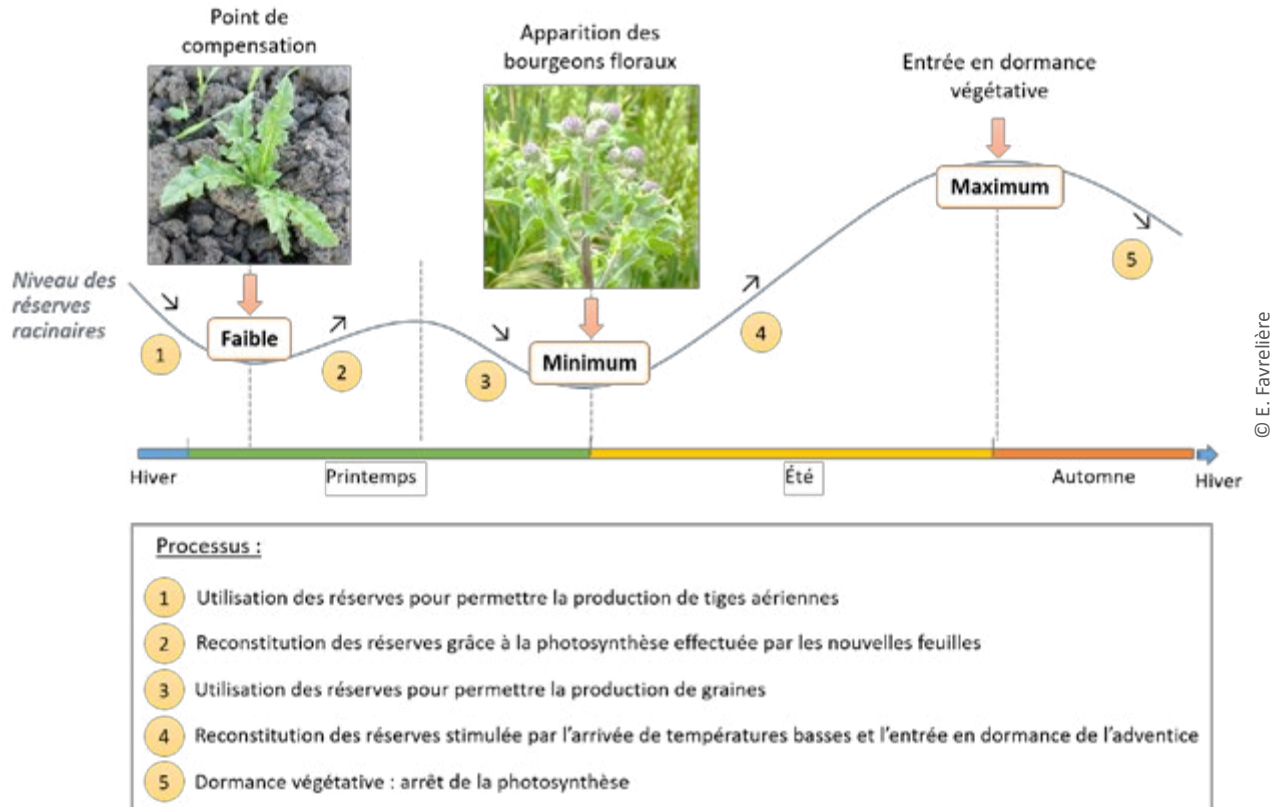 Point de
compensation
Apparition des
bourgeons floraux
Entrée en dormance
végétative
Maximum
Niveau des
réserves
racinaires
Faible
Minimum
1
2
3
4
5
© E. Favrelière
Hiver
Printemps
Été
Automne
Hiver
Processus :
1 Utilisation des réserves pour permettre la production de tiges aériennes
2 Reconstitution des réserves grâce à la photosynthèse effectuée par les nouvelles feuilles
3 Utilisation des réserves pour permettre la production de graines
4 Reconstitution des réserves stimulée par l'arrivée de températures basses et l'entrée en dormance de l'adventice
5 Dormance végétative : arrêt de la photosynthèse